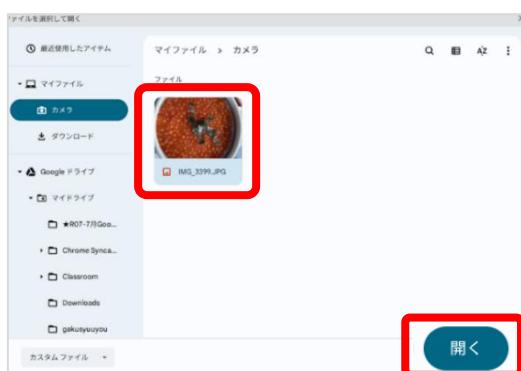 ファイルを選択して開く
最近使用したアイテム
マイファイル › カメラ
AZ
マイファイル
ファイル
カメラ
ダウンロード
IMG_3399.JPG
Google ドライブ
マイドライブ
★R07-7月Goo...
Chrome Synca...
Classroom
Downloads
gakusyuuyou
カスタム ファイル
開く